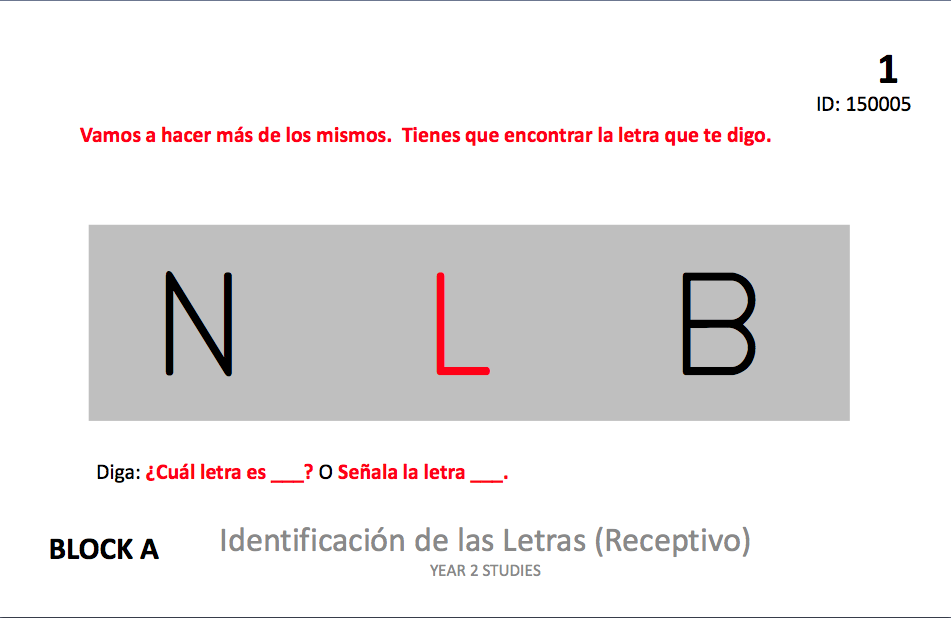 1
ID: 150005
Vamos a hacer más de los mismos.  Tienes que encontrar la letra que te digo.
N L B
Diga: ¿Cuál letra es ___? O Señala la letra ___.
Identificación de las Letras (Receptivo)
BLOCK A
YEAR 2 STUDIES